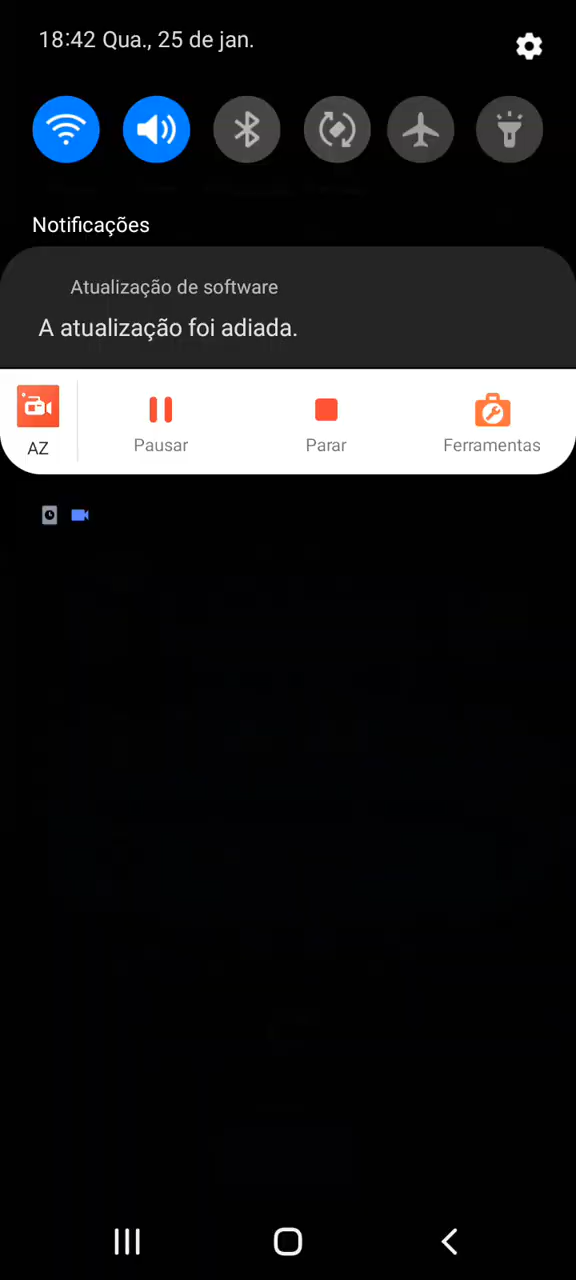 18:42 Qua., 25 de jan.
Notificações
Atualização de software
A atualização foi adiada.
AZ
Pausar
Parar
Ferramentas